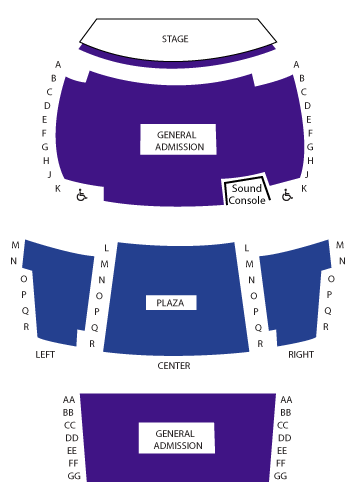 STAGE
A A
B B
C C
D D
E E
F F
G G
H H
J J
K K
GENERAL
ADMISSION
Sound
Console
M L L M
N M M N
O N N O
P O O P
Q P P Q
R Q Q R
R R
PLAZA
LEFT
CENTER
RIGHT
AA AA
BB BB
CC CC
DD DD
EE EE
FF FF
GG GG
GENERAL
ADMISSION